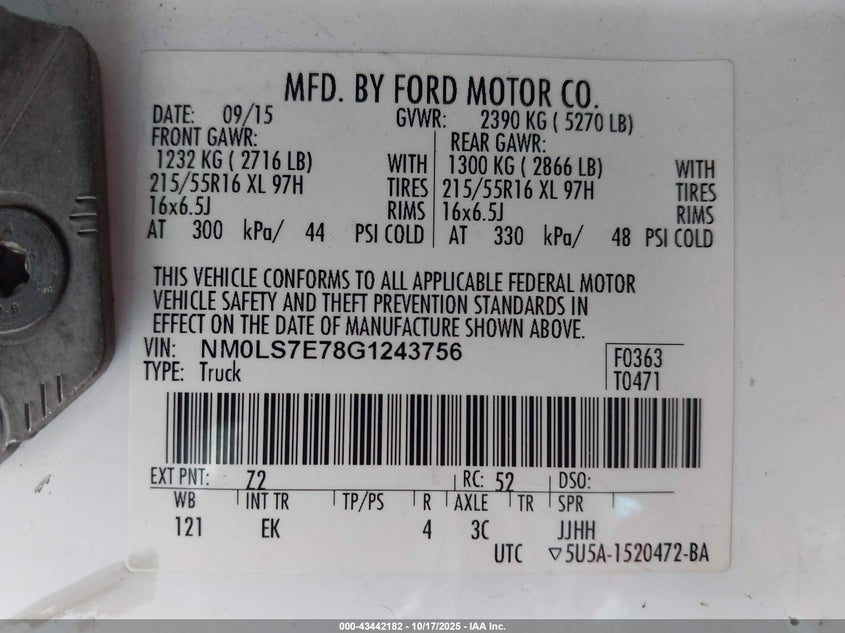 MFD. BY FORD MOTOR CO.
DATE: 09/15 GVWR: 2390 KG ( 5270 LB)
FRONT GAWR: REAR GAWR:
1232 KG ( 2716 LB) WITH 1300 KG ( 2866 LB) WITH
215/55R16 XL 97H TIRES 215/55R16 XL 97H TIRES
16x6.5J RIMS 16x6.5J RIMS
AT 300 kPa/ 44 PSI COLD AT 330 kPa/ 48 PSI COLD
THIS VEHICLE CONFORMS TO ALL APPLICABLE FEDERAL MOTOR
VEHICLE SAFETY AND THEFT PREVENTION STANDARDS IN
EFFECT ON THE DATE OF MANUFACTURE SHOWN ABOVE.
VIN: NM0LS7E78G1243756 F0363
TYPE: Truck T0471
EXT PNT: Z2 RC: 52 DSO:
WB INT TR TP/PS R AXLE TR SPR
121 EK 4 3C JJHH
UTC ▽5U5A-1520472-BA
000-43442182 - 10/17/2025 - IAA Inc.